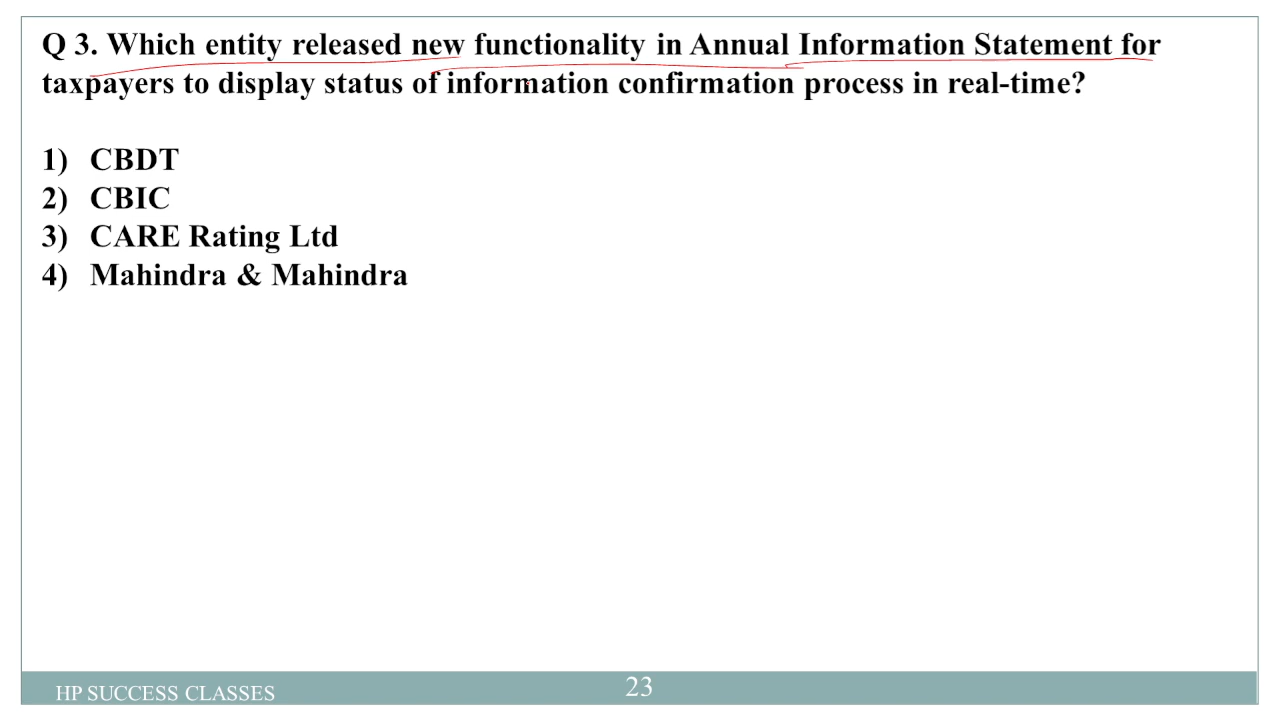 Q 3. Which entity released new functionality in Annual Information Statement for
taxpayers to display status of information confirmation process in real-time?
1) CBDT
2) CBIC
3) CARE Rating Ltd
4) Mahindra & Mahindra
HP SUCCESS CLASSES
23